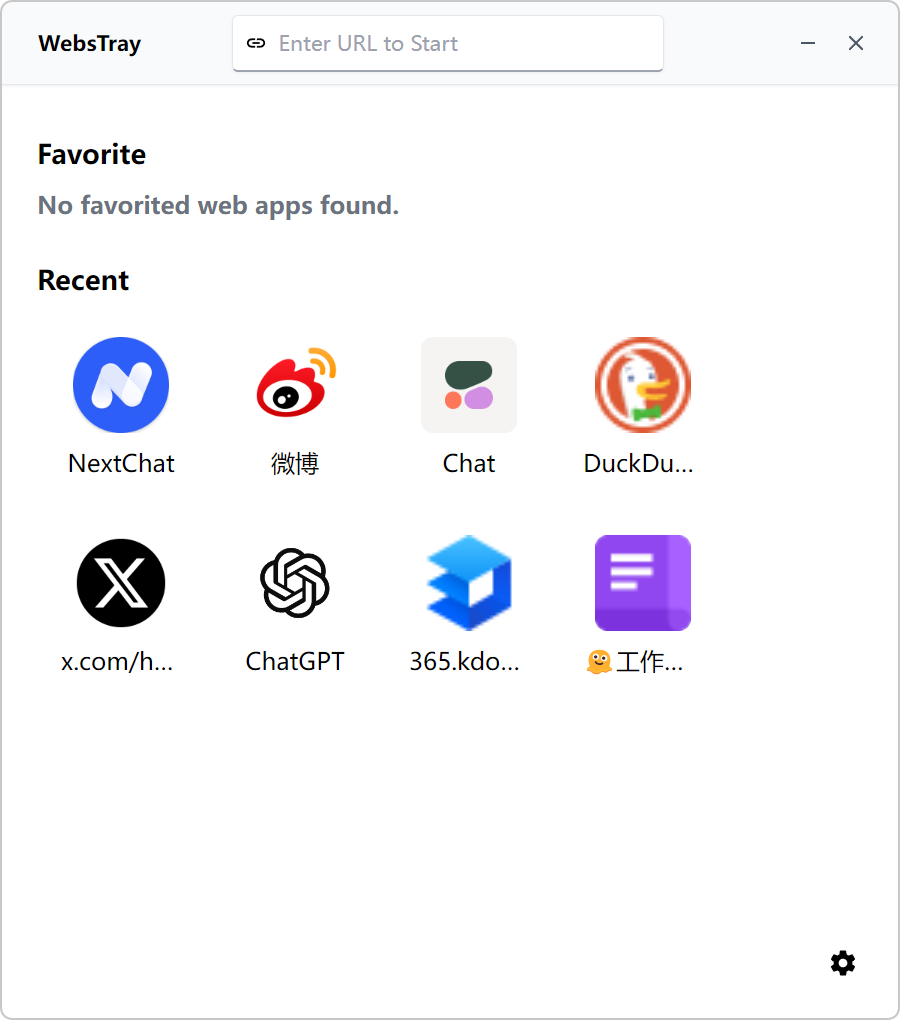 WebsTray
Enter URL to Start
Favorite
No favorited web apps found.
Recent
NextChat
微博
Chat
DuckDu...
x.com/h...
ChatGPT
365.kdo...
🫠工作...